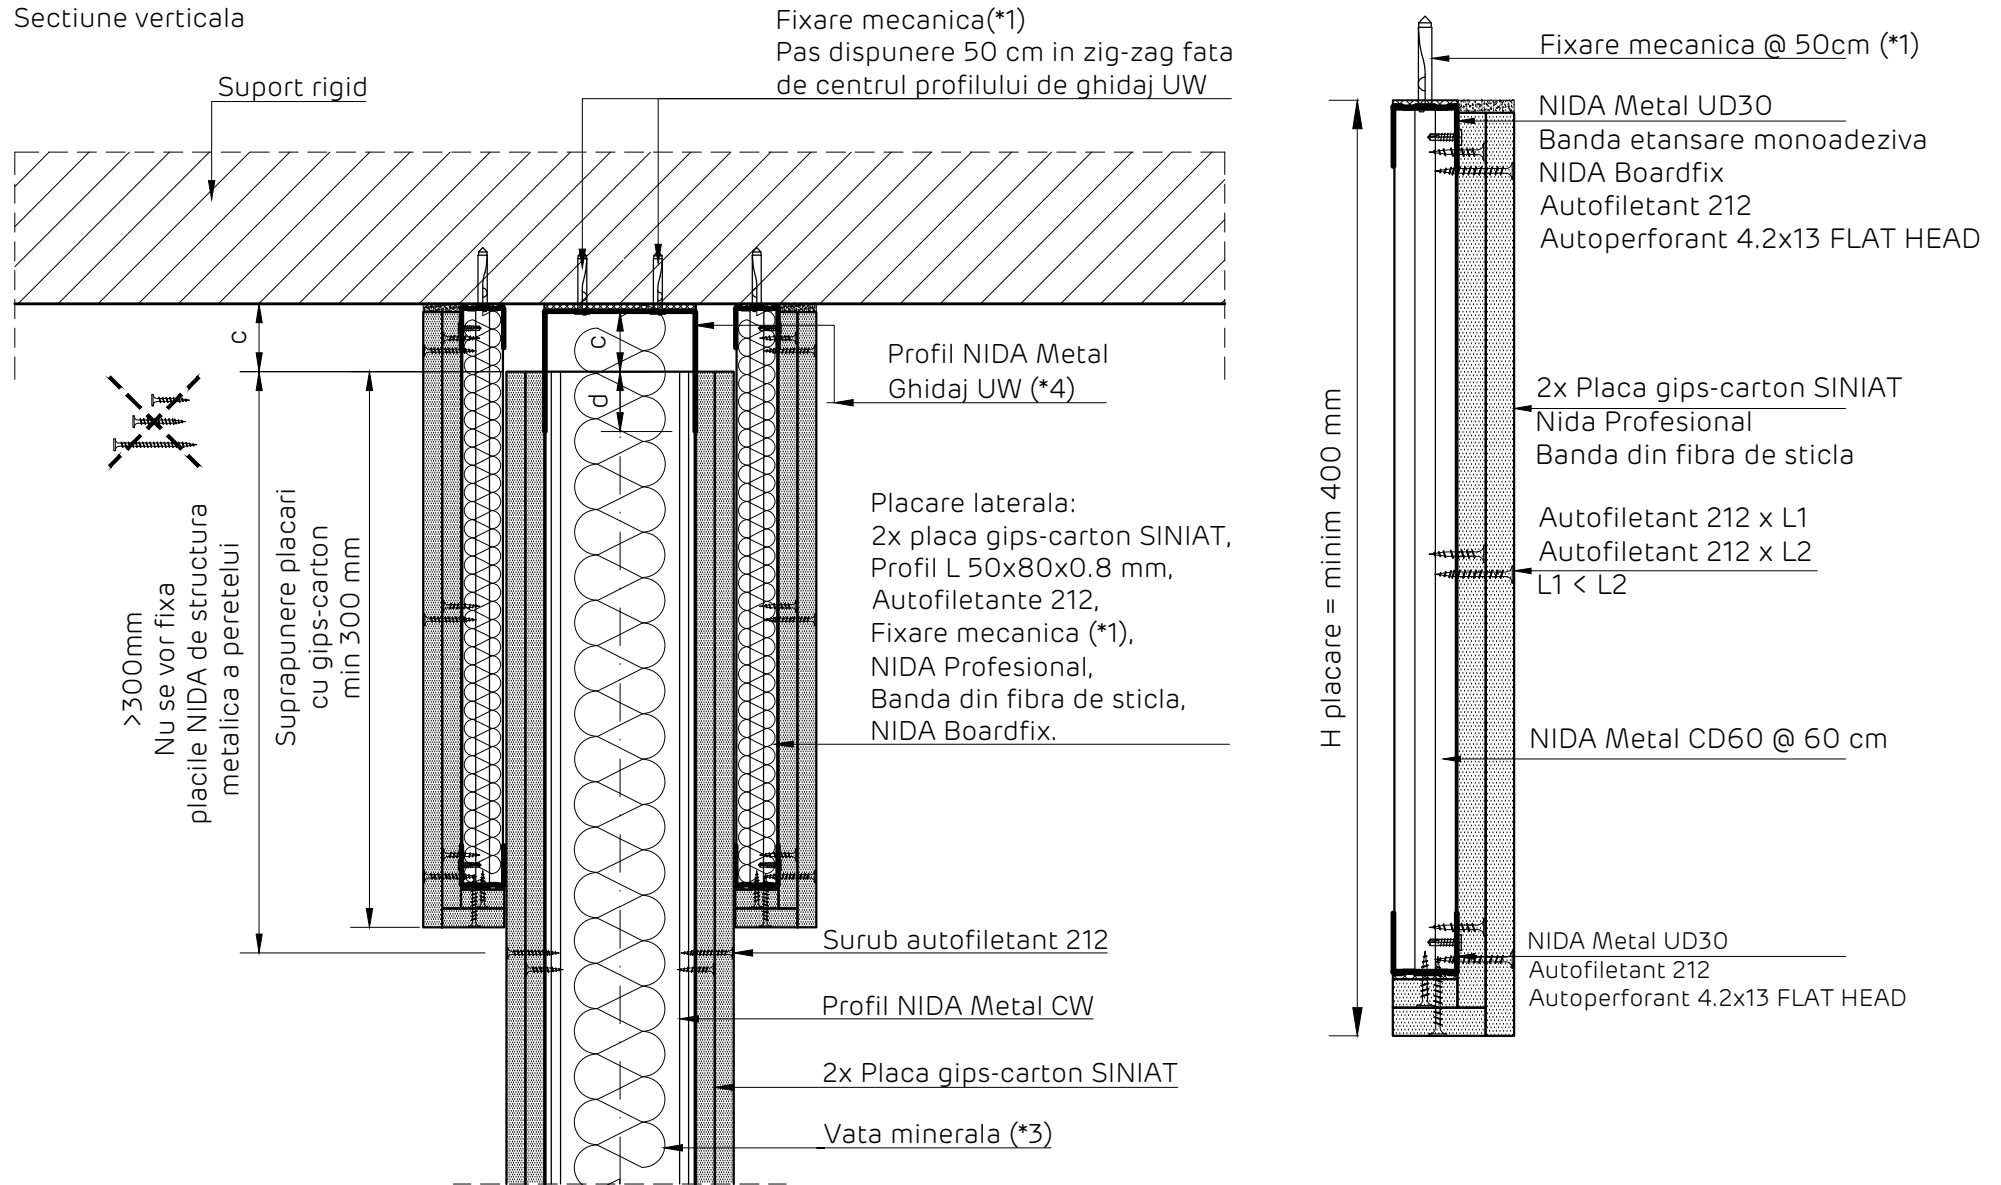 Sectiune verticala
Fixare mecanica(*1)
Pas dispunere 50 cm in zig-zag fata
de centrul profilului de ghidaj UW
Suport rigid
c
c
d
Profil NIDA Metal
Ghidaj UW (*4)
>300mm
Nu se vor fixa
placile NIDA de structura
metalica a peretelui
Suprapunere placari
cu gips-carton
min 300 mm
Placare laterala:
2x placa gips-carton SINIAT,
Profil L 50x80x0.8 mm,
Autofiletante 212,
Fixare mecanica (*1),
NIDA Profesional,
Banda din fibra de sticla,
NIDA Boardfix.
Surub autofiletant 212
Profil NIDA Metal CW
2x Placa gips-carton SINIAT
Vata minerala (*3)
Fixare mecanica @ 50cm (*1)
NIDA Metal UD30
Banda etansare monoadeziva
NIDA Boardfix
Autofiletant 212
Autoperforant 4.2x13 FLAT HEAD
H placare = minim 400 mm
2x Placa gips-carton SINIAT
Nida Profesional
Banda din fibra de sticla
Autofiletant 212 x L1
Autofiletant 212 x L2
L1 < L2
NIDA Metal CD60 @ 60 cm
NIDA Metal UD30
Autofiletant 212
Autoperforant 4.2x13 FLAT HEAD